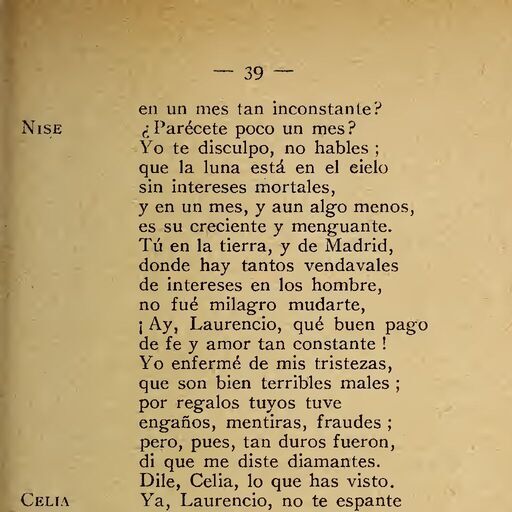 — 39 —
en un mes tan inconstante?
NISE ¿Parécete poco un mes?
Yo te disculpo, no hables ;
que la luna está en el cielo
sin intereses mortales,
y en un mes, y aun algo menos,
es su creciente y menguante.
Tú en la tierra, y de Madrid,
donde hay tantos vendavales
de intereses en los hombre,
no fué milagro mudarte,
¡ Ay, Laurencio, qué buen pago
de fe y amor tan constante !
Yo enfermé de mis tristezas,
que son bien terribles males ;
por regalos tuyos tuve
engaños, mentiras, fraudes ;
pero, pues, tan duros fueron,
di que me diste diamantes.
Dile, Celia, lo que has visto.
CELIA Ya, Laurencio, no te espante